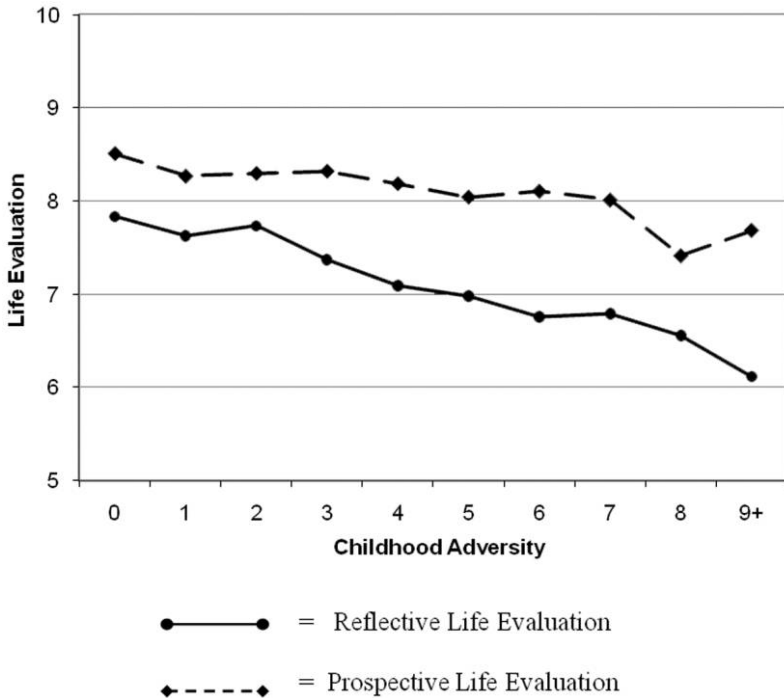 10
9
8
7
6
5
Life Evaluation
0 1 2 3 4 5 6 7 8 9+
Childhood Adversity
= Reflective Life Evaluation
= Prospective Life Evaluation